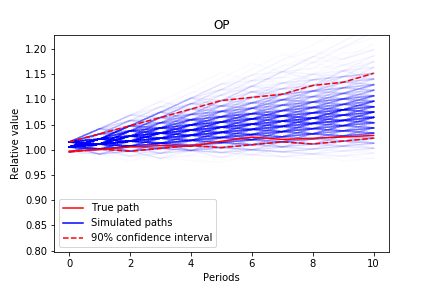 OP
1.20
1.15
1.10
1.05
1.00
0.95
0.90
0.85
0.80
Relative value
True path
Simulated paths
90% confidence interval
0 2 4 6 8 10
Periods